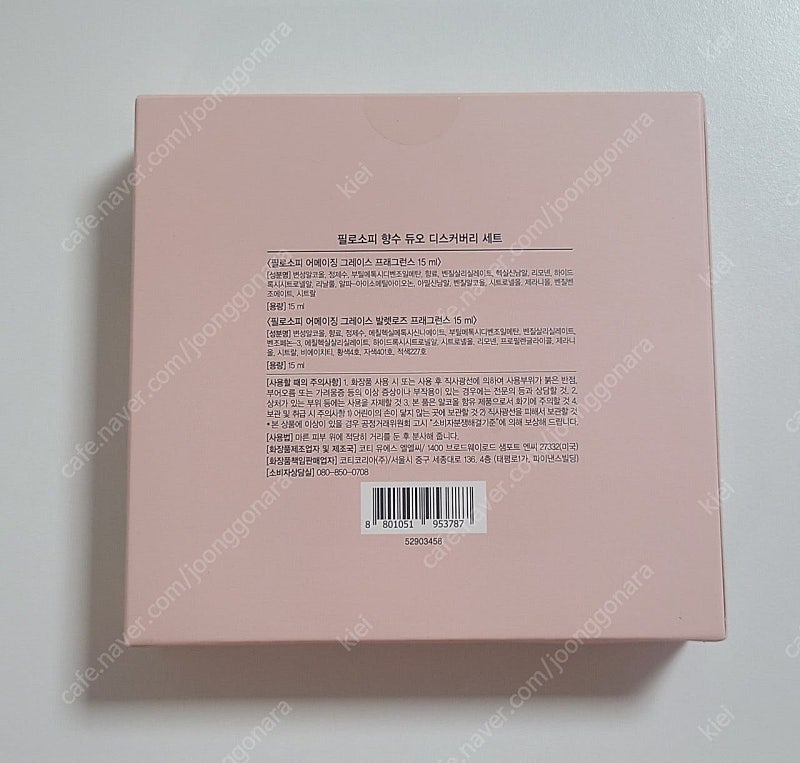 필로소피 향수 듀오 디스커버리 세트
<필로소피 어메이징 그레이스 프래그런스 15 ml>
[성분명] 변성알코올, 정제수, 부틸메톡시디벤조일메탄, 향료, 벤질살리실레이트, 헥실신남알, 리모넨, 하이드
록시시트로넬알, 리날룰, 알파-아이소메틸아이오논, 아밀신남알, 벤질알코올, 시트로넬올, 제라니올, 벤질벤
조에이트, 시트랄
[용량] 15 ml
<필로소피 어메이징 그레이스 발렛로즈 프래그런스 15 ml>
[성분명] 변성알코올, 향료, 정제수, 에칠헥실메톡시신나메이트, 부틸메톡시디벤조일메탄, 벤질살리실레이트,
벤조페논-3, 에칠헥실살리실레이트, 하이드록시시트로넬알, 시트로넬올, 리모넨, 프로필렌글라이콜, 제라니
올, 시트랄, 비에이치티, 황색4호, 자색401호, 적색227호
[용량] 15 ml
[사용할 때의 주의사항] 1. 화장품 사용 시 또는 사용 후 직사광선에 의하여 사용부위가 붉은 반점,
부어오름 또는 가려움증 등의 이상 증상이나 부작용이 있는 경우에는 전문의 등과 상담할 것. 2.
상처가 있는 부위 등에는 사용을 자제할 것 3. 본 품은 알코올 함유 제품으로서 화기에 주의할 것 4.
보관 및 취급 시 주의사항 1) 어린이의 손이 닿지 않는 곳에 보관할 것 2) 직사광선을 피해서 보관할 것
• 본 상품에 이상이 있을 경우 공정거래위원회 고시 "소비자분쟁해결기준"에 의해 보상해 드립니다.
[사용법] 마른 피부 위에 적당히 거리를 둔 후 분사해 줍니다.
[화장품제조업자 및 제조국] 코티 유에스 엘엘씨/ 1400 브로드웨이로드 샌포드 엔씨 27332(미국)
[화장품책임판매업자] 코티코리아(주)/서울시 중구 세종대로 136, 4층 (태평로1가, 파이낸스빌딩)
[소비자상담실] 080-850-0708
8 801051 953787
52903456
cafe.naver.com/joonggonara
kiei